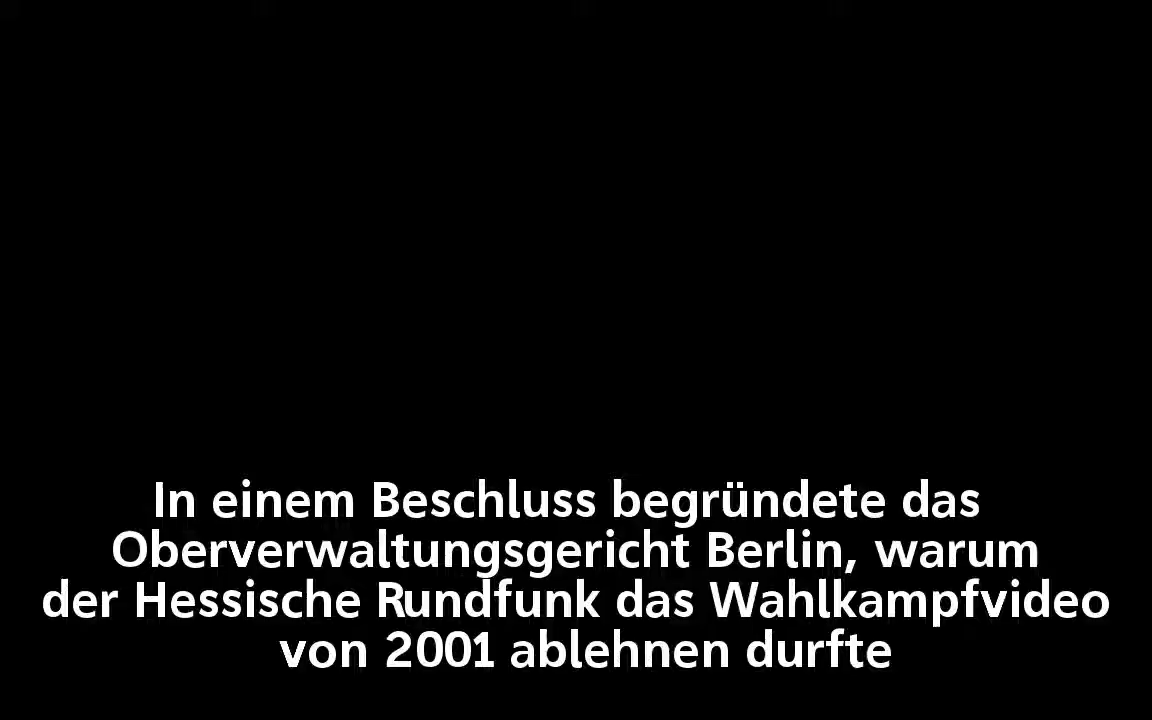 In einem Beschluss begründete das
Oberverwaltungsgericht Berlin, warum
der Hessische Rundfunk das Wahlkampfvideo
von 2001 ablehnen durfte